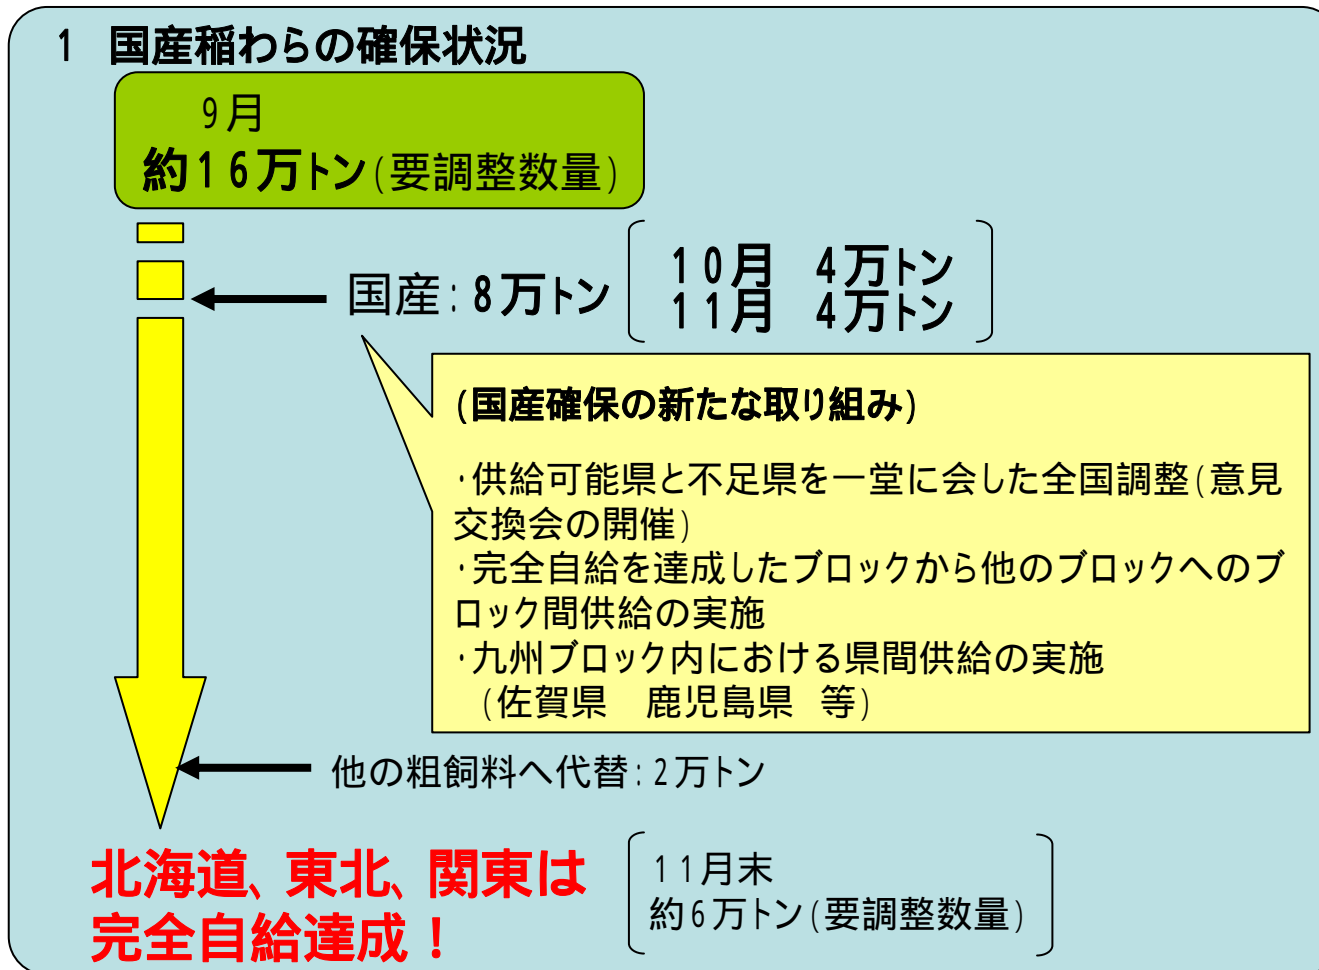 1 国産稲わらの確保状況
9月
約16万トン(要調整数量)
国産:8万トン
10月 4万トン
11月 4万トン
(国産確保の新たな取り組み)
・供給可能県と不足県を一堂に会した全国調整(意見
交換会の開催)
・完全自給を達成したブロックから他のブロックへのブ
ロック間供給の実施
・九州ブロック内における県間供給の実施
(佐賀県 鹿児島県 等)
他の粗飼料へ代替:2万トン
北海道、東北、関東は
完全自給達成!
11月末
約6万トン(要調整数量)